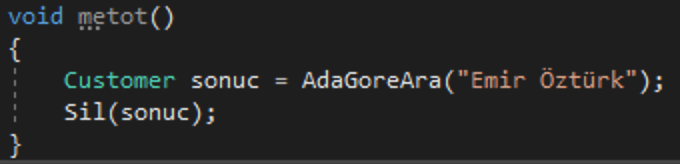 void metot()
{
Customer sonuc = AdaGoreAra("Emir Öztürk");
Sil(sonuc);
}